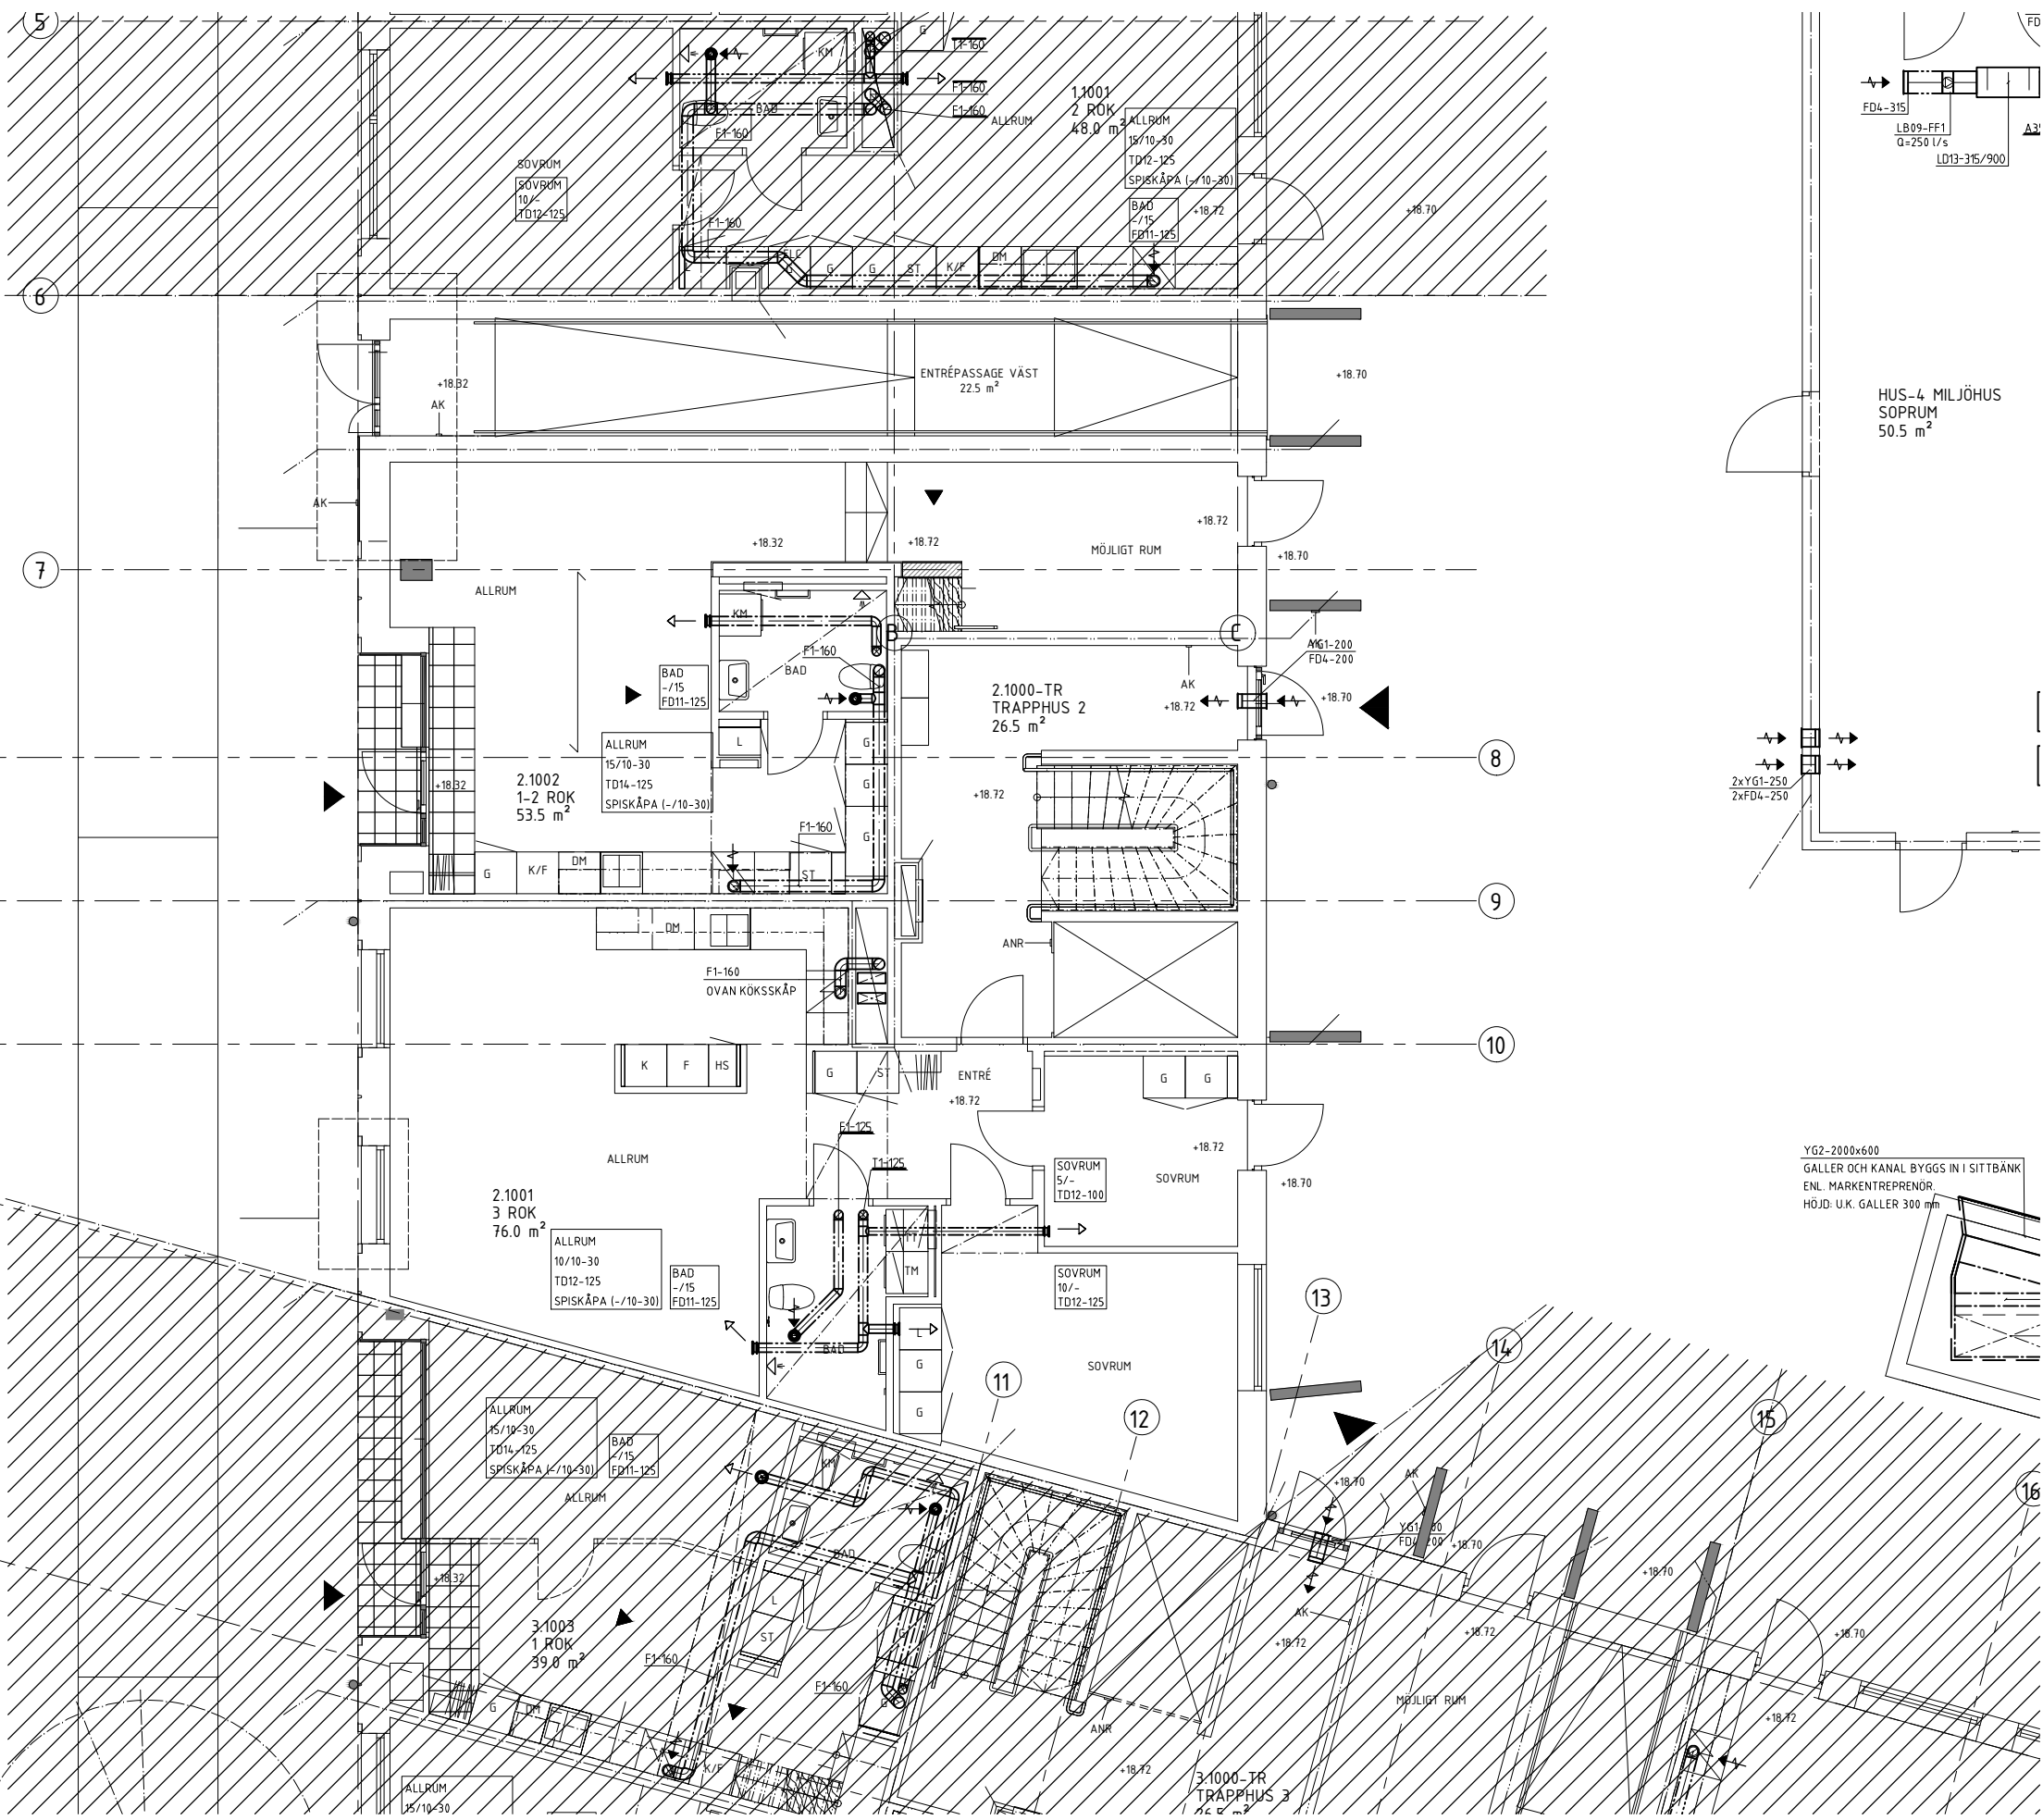 5
T1-160
F1-160
F1-160
KM
G
BAD
F1-160
ALLRUM
1.1001
2 ROK
48.0 m²
ALLRUM
15/10-30
TD12-125
SPISKÅPA (-/10-30)
SOVRUM
SOVRUM
10/-
TD12-125
BAD
-/15
FD11-125
+18.72
+18.70
F1-160
ELC
G
G
G
ST
K/F
DM
FD
FD4-315
LB09-FF1
Q=250 l/s
LD13-315/900
6
ENTRÉPASSAGE VÄST
22.5 m²
+18.32
AK
+18.70
HUS-4 MILJÖHUS
SOPRUM
50.5 m²
AK
+18.32
+18.72
+18.72
MÖJLIGT RUM
+18.70
7
ALLRUM
KM
B
C
F1-160
BAD
BAD
-/15
FD11-125
YG1-200
FD4-200
AK
AK
+18.72
+18.70
2.1000-TR
TRAPPHUS 2
26.5 m²
L
G
G
G
ALLRUM
15/10-30
TD14-125
SPISKÅPA (-/10-30)
8
2xYG1-250
2xFD4-250
+18.32
2.1002
1-2 ROK
53.5 m²
+18.72
F1-160
G
K/F
DM
ST
9
DM
ANR
F1-160
OVAN KÖKSSKÅP
10
K
F
HS
G
ST
ENTRÉ
+18.72
G
G
F1-125
T1-125
+18.72
ALLRUM
SOVRUM
5/-
TD12-100
SOVRUM
+18.70
YG2-2000x600
GALLER OCH KANAL BYGGS IN I SITTBÄNK
ENL. MARKENTREPRENÖR.
HÖJD: U.K. GALLER 300 mm
2.1001
3 ROK
76.0 m²
ALLRUM
10/10-30
TD12-125
SPISKÅPA (-/10-30)
BAD
-/15
FD11-125
TT
TM
SOVRUM
10/-
TD12-125
13
14
BAD
L
G
G
SOVRUM
11
12
15
16
ALLRUM
15/10-30
TD14-125
SPISKÅPA (-/10-30)
BAD
-/15
FD11-125
ALLRUM
KM
BAD
AK
+18.70
+18.70
+18.70
+18.32
L
ST
3.1003
1 ROK
39.0 m²
F1-160
F1-160
G
AK
+18.72
+18.72
+18.70
MÖJLIGT RUM
+18.72
G
DM
K/F
ANR
+18.72
3.1000-TR
TRAPPHUS 3
26.5 m²
ALLRUM
15/10-30